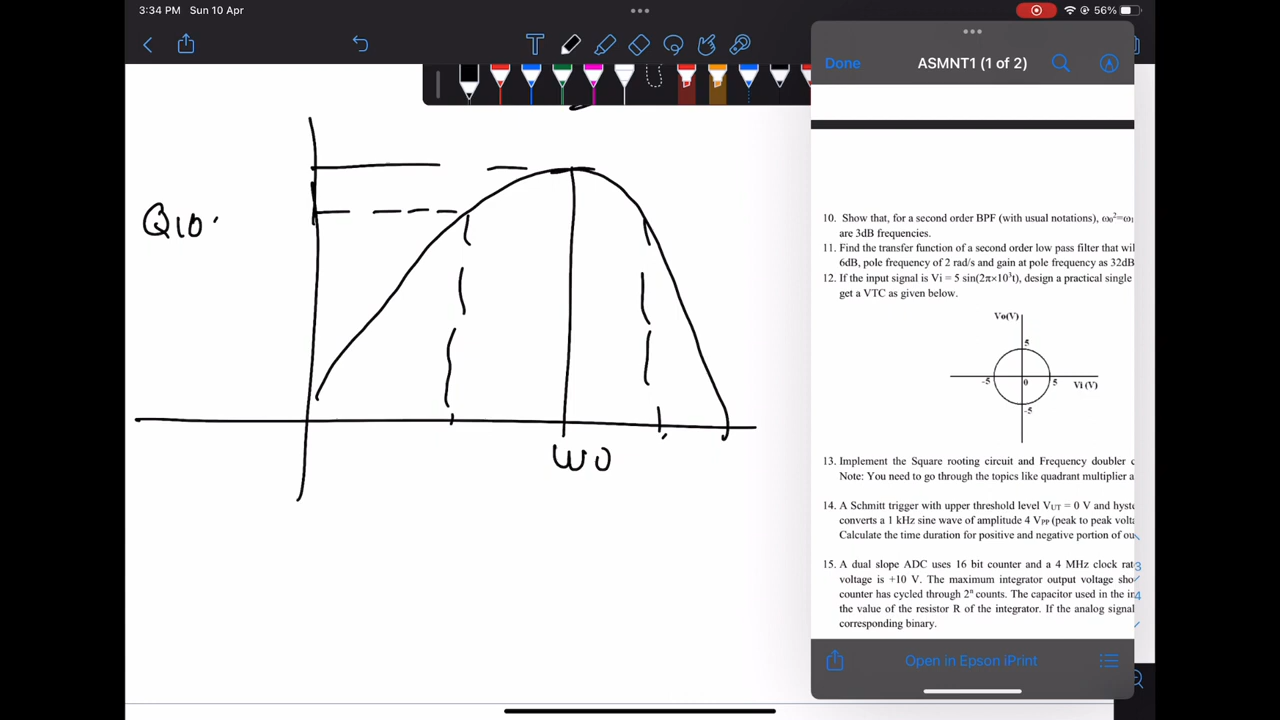 3:34 PM Sun 10 Apr
56%
T
Done
ASMNT1 (1 of 2)
Q10.
ω0
10. Show that, for a second order BPF (with usual notations), ω₀²=ω₁
are 3dB frequencies.
11. Find the transfer function of a second order low pass filter that wil
6dB, pole frequency of 2 rad/s and gain at pole frequency as 32dB
12. If the input signal is Vi = 5 sin(2π×10³t), design a practical single
get a VTC as given below.
Vo(V)
5
-5
0
5
Vi (V)
-5
13. Implement the Square rooting circuit and Frequency doubler c
Note: You need to go through the topics like quadrant multiplier a
14. A Schmitt trigger with upper threshold level VUT = 0 V and hyste
converts a 1 kHz sine wave of amplitude 4 VPP (peak to peak volta
Calculate the time duration for positive and negative portion of ou
15. A dual slope ADC uses 16 bit counter and a 4 MHz clock rat
voltage is +10 V. The maximum integrator output voltage sho
counter has cycled through 2ⁿ counts. The capacitor used in the in
the value of the resistor R of the integrator. If the analog signal
corresponding binary.
3
4
Open in Epson iPrint